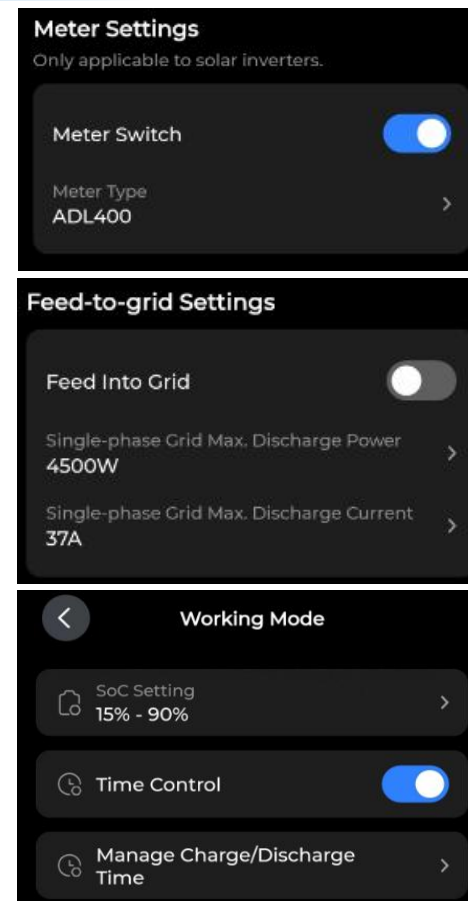 Meter Settings
Only applicable to solar inverters.
Meter Switch
Meter Type
ADL400
Feed-to-grid Settings
Feed Into Grid
Single-phase Grid Max. Discharge Power
4500W
Single-phase Grid Max. Discharge Current
37A
Working Mode
SoC Setting
15% - 90%
Time Control
Manage Charge/Discharge
Time